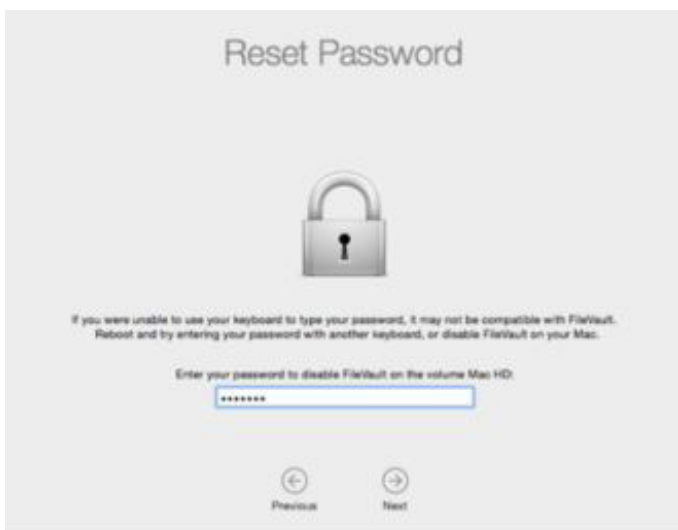 Reset Password
If you were unable to use your keyboard to type your password, it may not be compatible with FileVault.
Reboot and try entering your password with another keyboard, or disable FileVault on your Mac.
Enter your password to disable FileVault on the volume Mac HD:
•••••••
Previous
Next